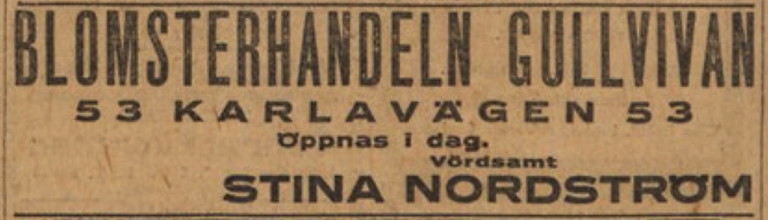 BLOMSTERHANDELN GULLVIVAN
53 KARLAVÄGEN 53
Öppnas i dag.
Vördsamt
STINA NORDSTRÖM